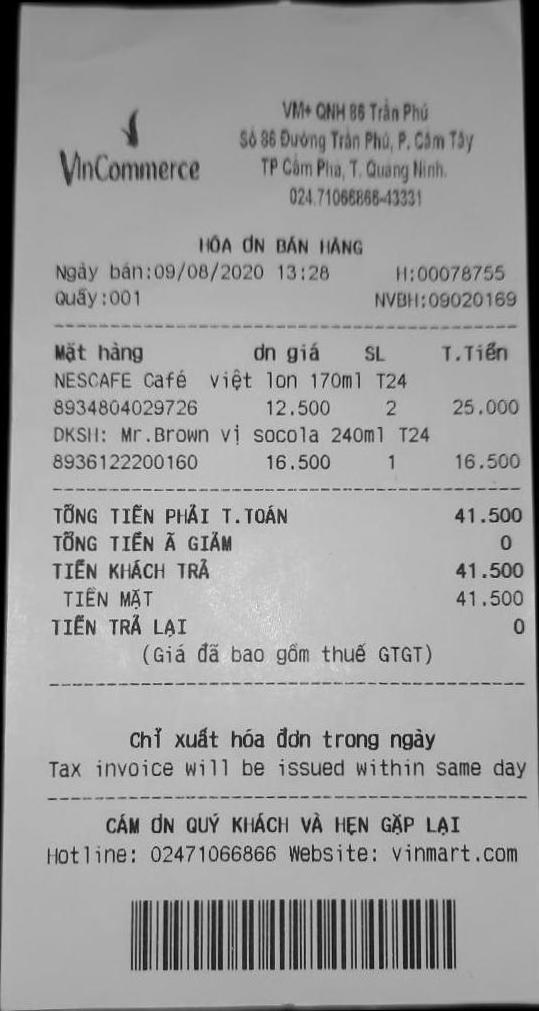 VinCommerce
VM+ QNH 86 Trần Phú
Số 86 Đường Trần Phú, P. Cẩm Tây
TP Cẩm Phả, T. Quảng Ninh.
024.71066866-43331
HÓA ƠN BÁN HÀNG
Ngày bán:09/08/2020 13:28 H:00078755
Quầy:001 NVBH:09020169
Mặt hàng ơn giá SL T.Tiền
NESCAFE Café việt lon 170ml T24
8934804029726 12.500 2 25.000
DKSH: Mr.Brown vị socola 240ml T24
8936122200160 16.500 1 16.500
TỔNG TIỀN PHẢI T.TOÁN 41.500
TỔNG TIỀN Ã GIẢM 0
TIỀN KHÁCH TRẢ 41.500
TIỀN MẶT 41.500
TIỀN TRẢ LẠI 0
(Giá đã bao gồm thuế GTGT)
Chỉ xuất hóa đơn trong ngày
Tax invoice will be issued within same day
CÁM ƠN QUÝ KHÁCH VÀ HẸN GẶP LẠI
Hotline: 02471066866 Website: vinmart.com